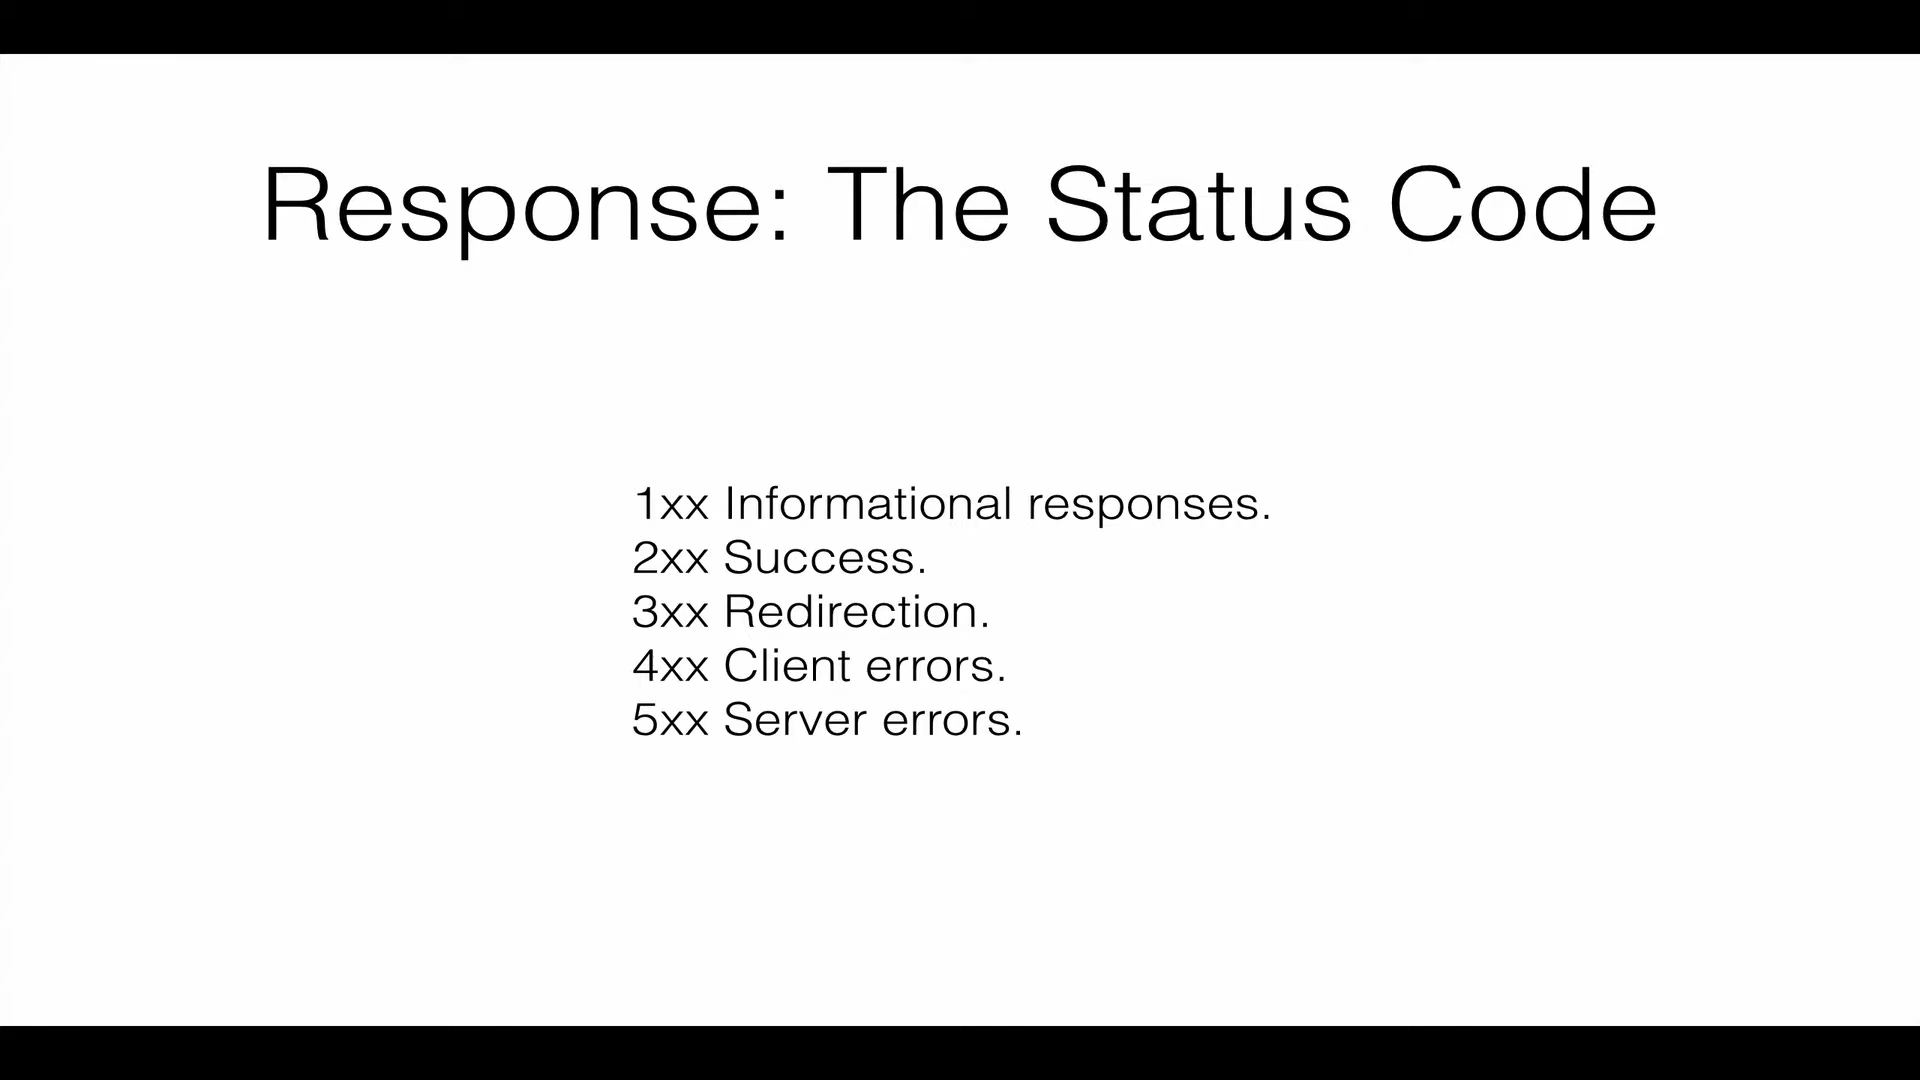 Response: The Status Code
1xx Informational responses.
2xx Success.
3xx Redirection.
4xx Client errors.
5xx Server errors.